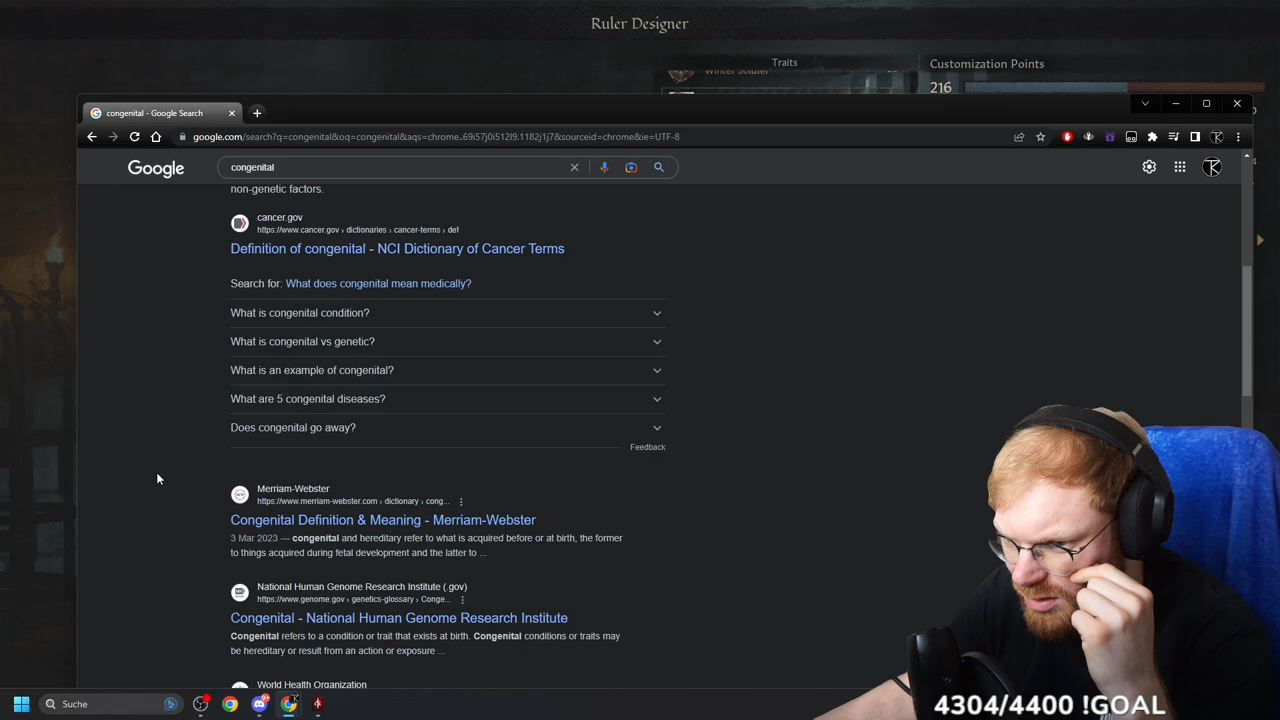 Ruler Designer
Traits
Winter Soldier
Customization Points
216
congenital - Google Search
google.com/search?q=congenital&oq=congenital&aqs=chrome..69i57j0i512l9.1182j1j7&sourceid=chrome&ie=UTF-8
Google
congenital
non-genetic factors.
cancer.gov
https://www.cancer.gov › dictionaries › cancer-terms › def
Definition of congenital - NCI Dictionary of Cancer Terms
Search for: What does congenital mean medically?
What is congenital condition?
What is congenital vs genetic?
What is an example of congenital?
What are 5 congenital diseases?
Does congenital go away?
Feedback
Merriam-Webster
https://www.merriam-webster.com › dictionary › cong...
Congenital Definition & Meaning - Merriam-Webster
3 Mar 2023 — congenital and hereditary refer to what is acquired before or at birth, the former
to things acquired during fetal development and the latter to ...
National Human Genome Research Institute (.gov)
https://www.genome.gov › genetics-glossary › Conge...
Congenital - National Human Genome Research Institute
Congenital refers to a condition or trait that exists at birth. Congenital conditions or traits may
be hereditary or result from an action or exposure ...
World Health Organization
Suche
4304/4400 !GOAL